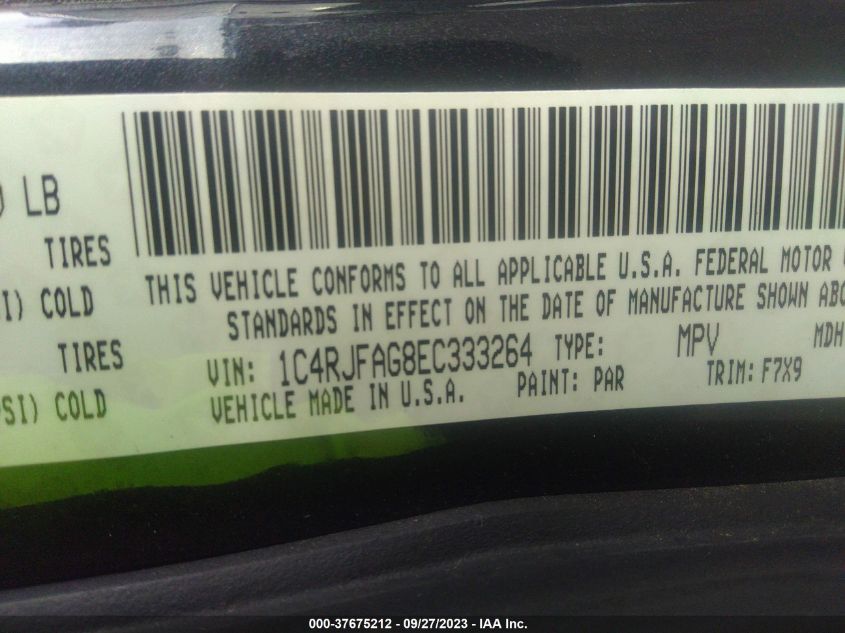 LB
TIRES
COLD
TIRES
COLD
THIS VEHICLE CONFORMS TO ALL APPLICABLE U.S.A. FEDERAL MOTOR
STANDARDS IN EFFECT ON THE DATE OF MANUFACTURE SHOWN ABO
VIN: 1C4RJFAG8EC333264 TYPE: MPV MDH
VEHICLE MADE IN U.S.A. PAINT: PAR TRIM: F7X9
000-37675212 - 09/27/2023 - IAA Inc.